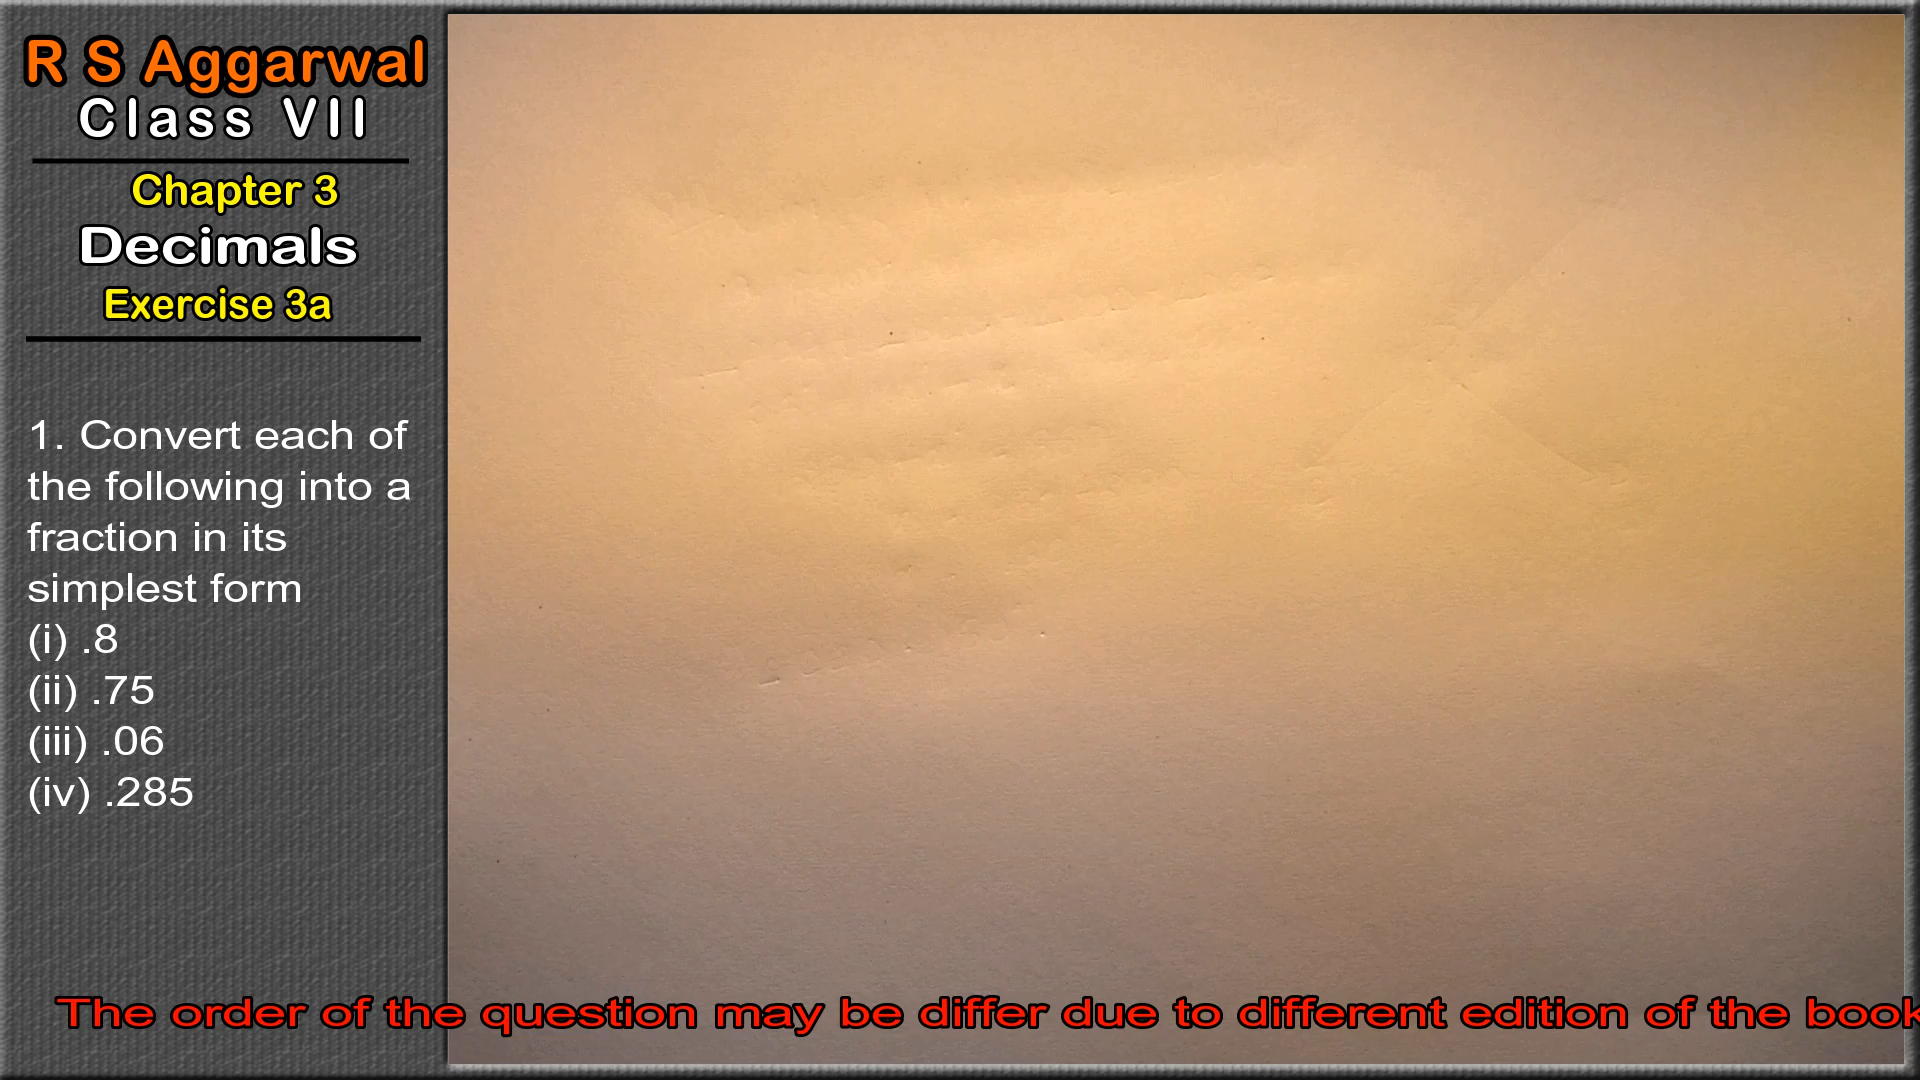 R S Aggarwal
Class VII
Chapter 3
Decimals
Exercise 3a
1. Convert each of
the following into a
fraction in its
simplest form
(i) .8
(ii) .75
(iii) .06
(iv) .285
The order of the question may be differ due to different edition of the book